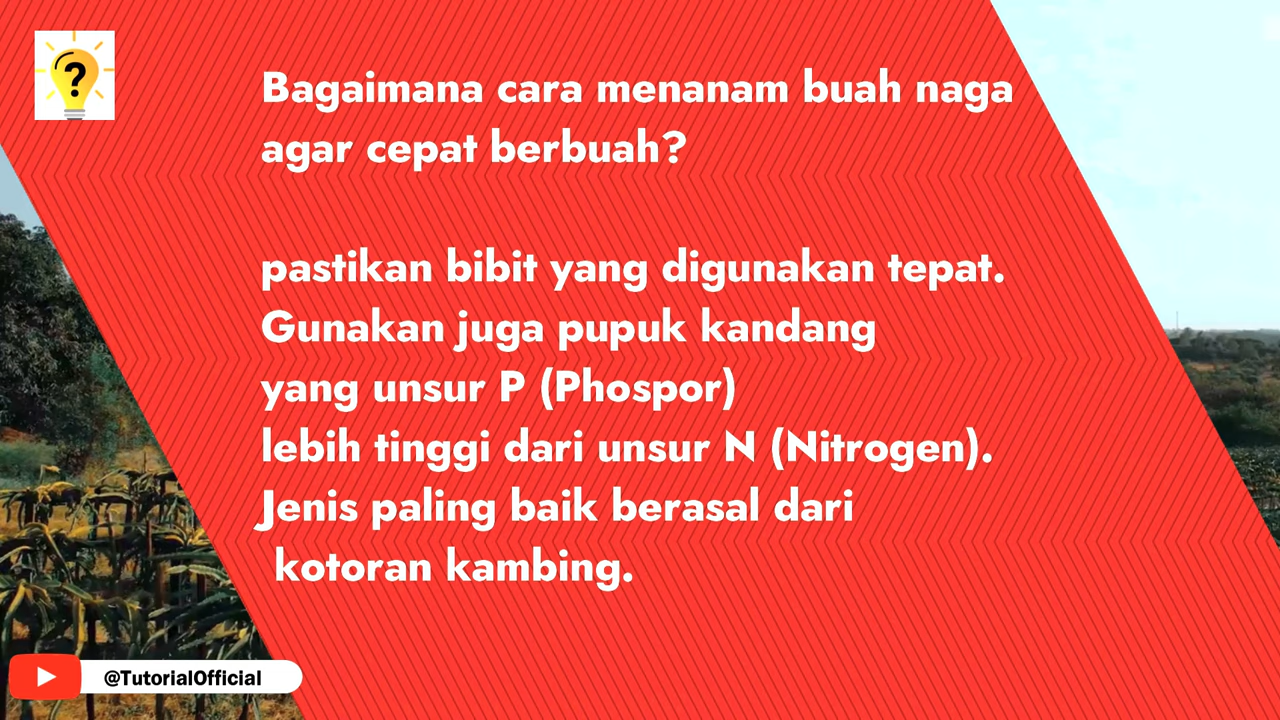 ?
Bagaimana cara menanam buah naga
agar cepat berbuah?
pastikan bibit yang digunakan tepat.
Gunakan juga pupuk kandang
yang unsur P (Phospor)
lebih tinggi dari unsur N (Nitrogen).
Jenis paling baik berasal dari
kotoran kambing.
@TutorialOfficial